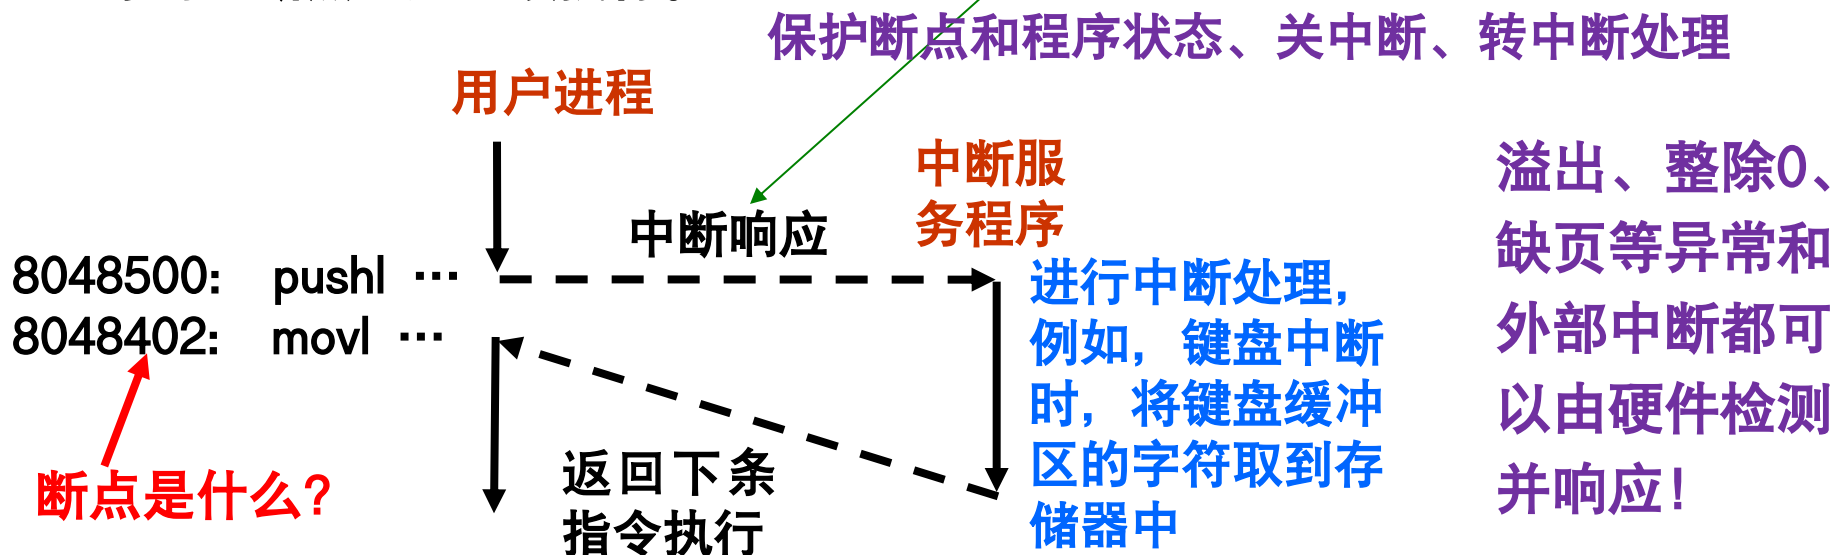 保护断点和程序状态、关中断、转中断处理
用户进程
中断服
务程序
中断响应
8048500: pushl …
8048402: movl …
断点是什么？
返回下条
指令执行
进行中断处理，
例如，键盘中断
时，将键盘缓冲
区的字符取到存
储器中
溢出、整除0、
缺页等异常和
外部中断都可
以由硬件检测
并响应！